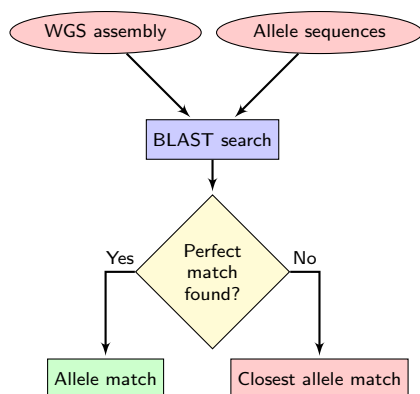 WGS assembly
Allele sequences
BLAST search
Perfect
match
found?
Yes
No
Allele match
Closest allele match